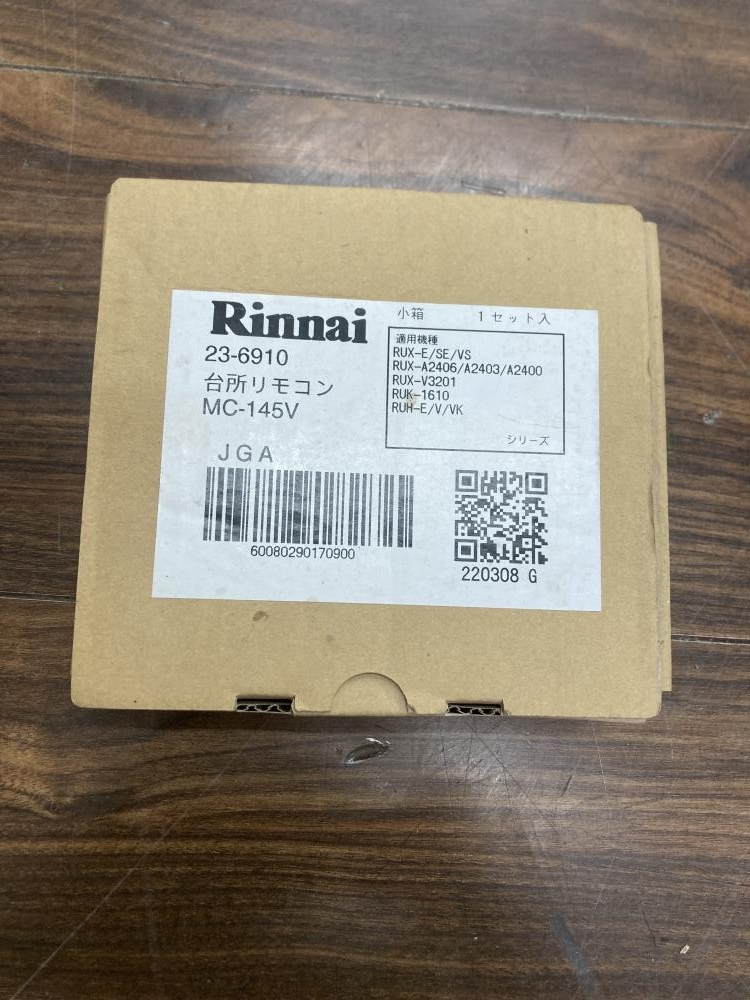 Rinnai
小箱 1セット入
23-6910
台所リモコン
MC-145V
適用機種
RUX-E/SE/VS
RUX-A2406/A2403/A2400
RUX-V3201
RUK-1610
RUH-E/V/VK
シリーズ
JGA
60080290170900
220308 G